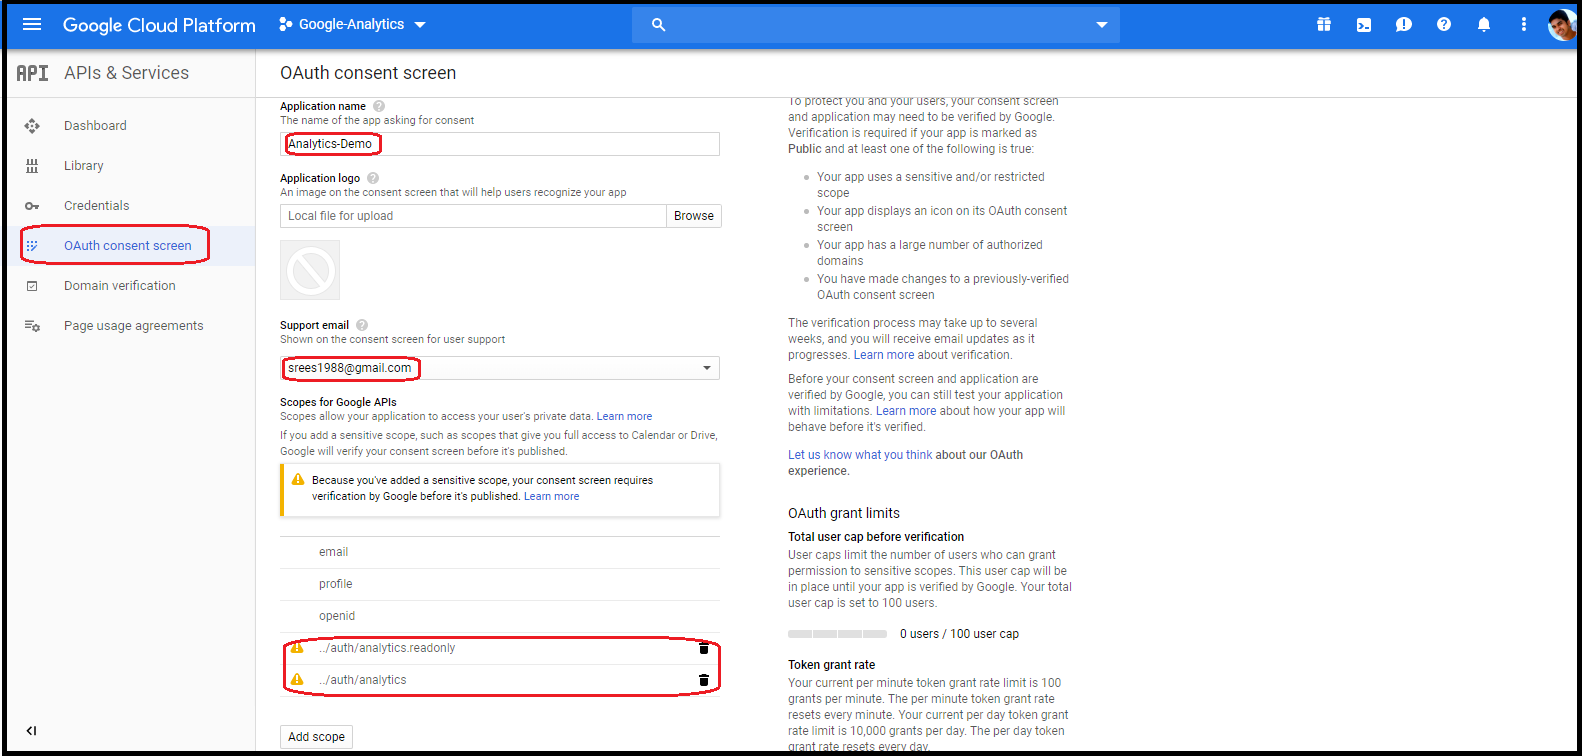 Google Cloud Platform
Google-Analytics
API APIs & Services
Dashboard
Library
Credentials
OAuth consent screen
Domain verification
Page usage agreements
OAuth consent screen
Application name
The name of the app asking for consent
Analytics-Demo
Application logo
An image on the consent screen that will help users recognize your app
Local file for upload
Browse
Support email
Shown on the consent screen for user support
srees1988@gmail.com
Scopes for Google APIs
Scopes allow your application to access your user's private data. Learn more
If you add a sensitive scope, such as scopes that give you full access to Calendar or Drive,
Google will verify your consent screen before it's published.
Because you've added a sensitive scope, your consent screen requires
verification by Google before it's published. Learn more
email
profile
openid
../auth/analytics.readonly
../auth/analytics
Add scope
To protect you and your users, your consent screen
and application may need to be verified by Google.
Verification is required if your app is marked as
Public and at least one of the following is true:
Your app uses a sensitive and/or restricted
scope
Your app displays an icon on its OAuth consent
screen
Your app has a large number of authorized
domains
You have made changes to a previously-verified
OAuth consent screen
The verification process may take up to several
weeks, and you will receive email updates as it
progresses. Learn more about verification.
Before your consent screen and application are
verified by Google, you can still test your application
with limitations. Learn more about how your app will
behave before it's verified.
Let us know what you think about our OAuth
experience.
OAuth grant limits
Total user cap before verification
User caps limit the number of users who can grant
permission to sensitive scopes. This user cap will be
in place until your app is verified by Google. Your total
user cap is set to 100 users.
0 users / 100 user cap
Token grant rate
Your current per minute token grant rate limit is 100
grants per minute. The per minute token grant rate
resets every minute. Your current per day token grant
rate limit is 10,000 grants per day. The per day token
grant rate resets every day.